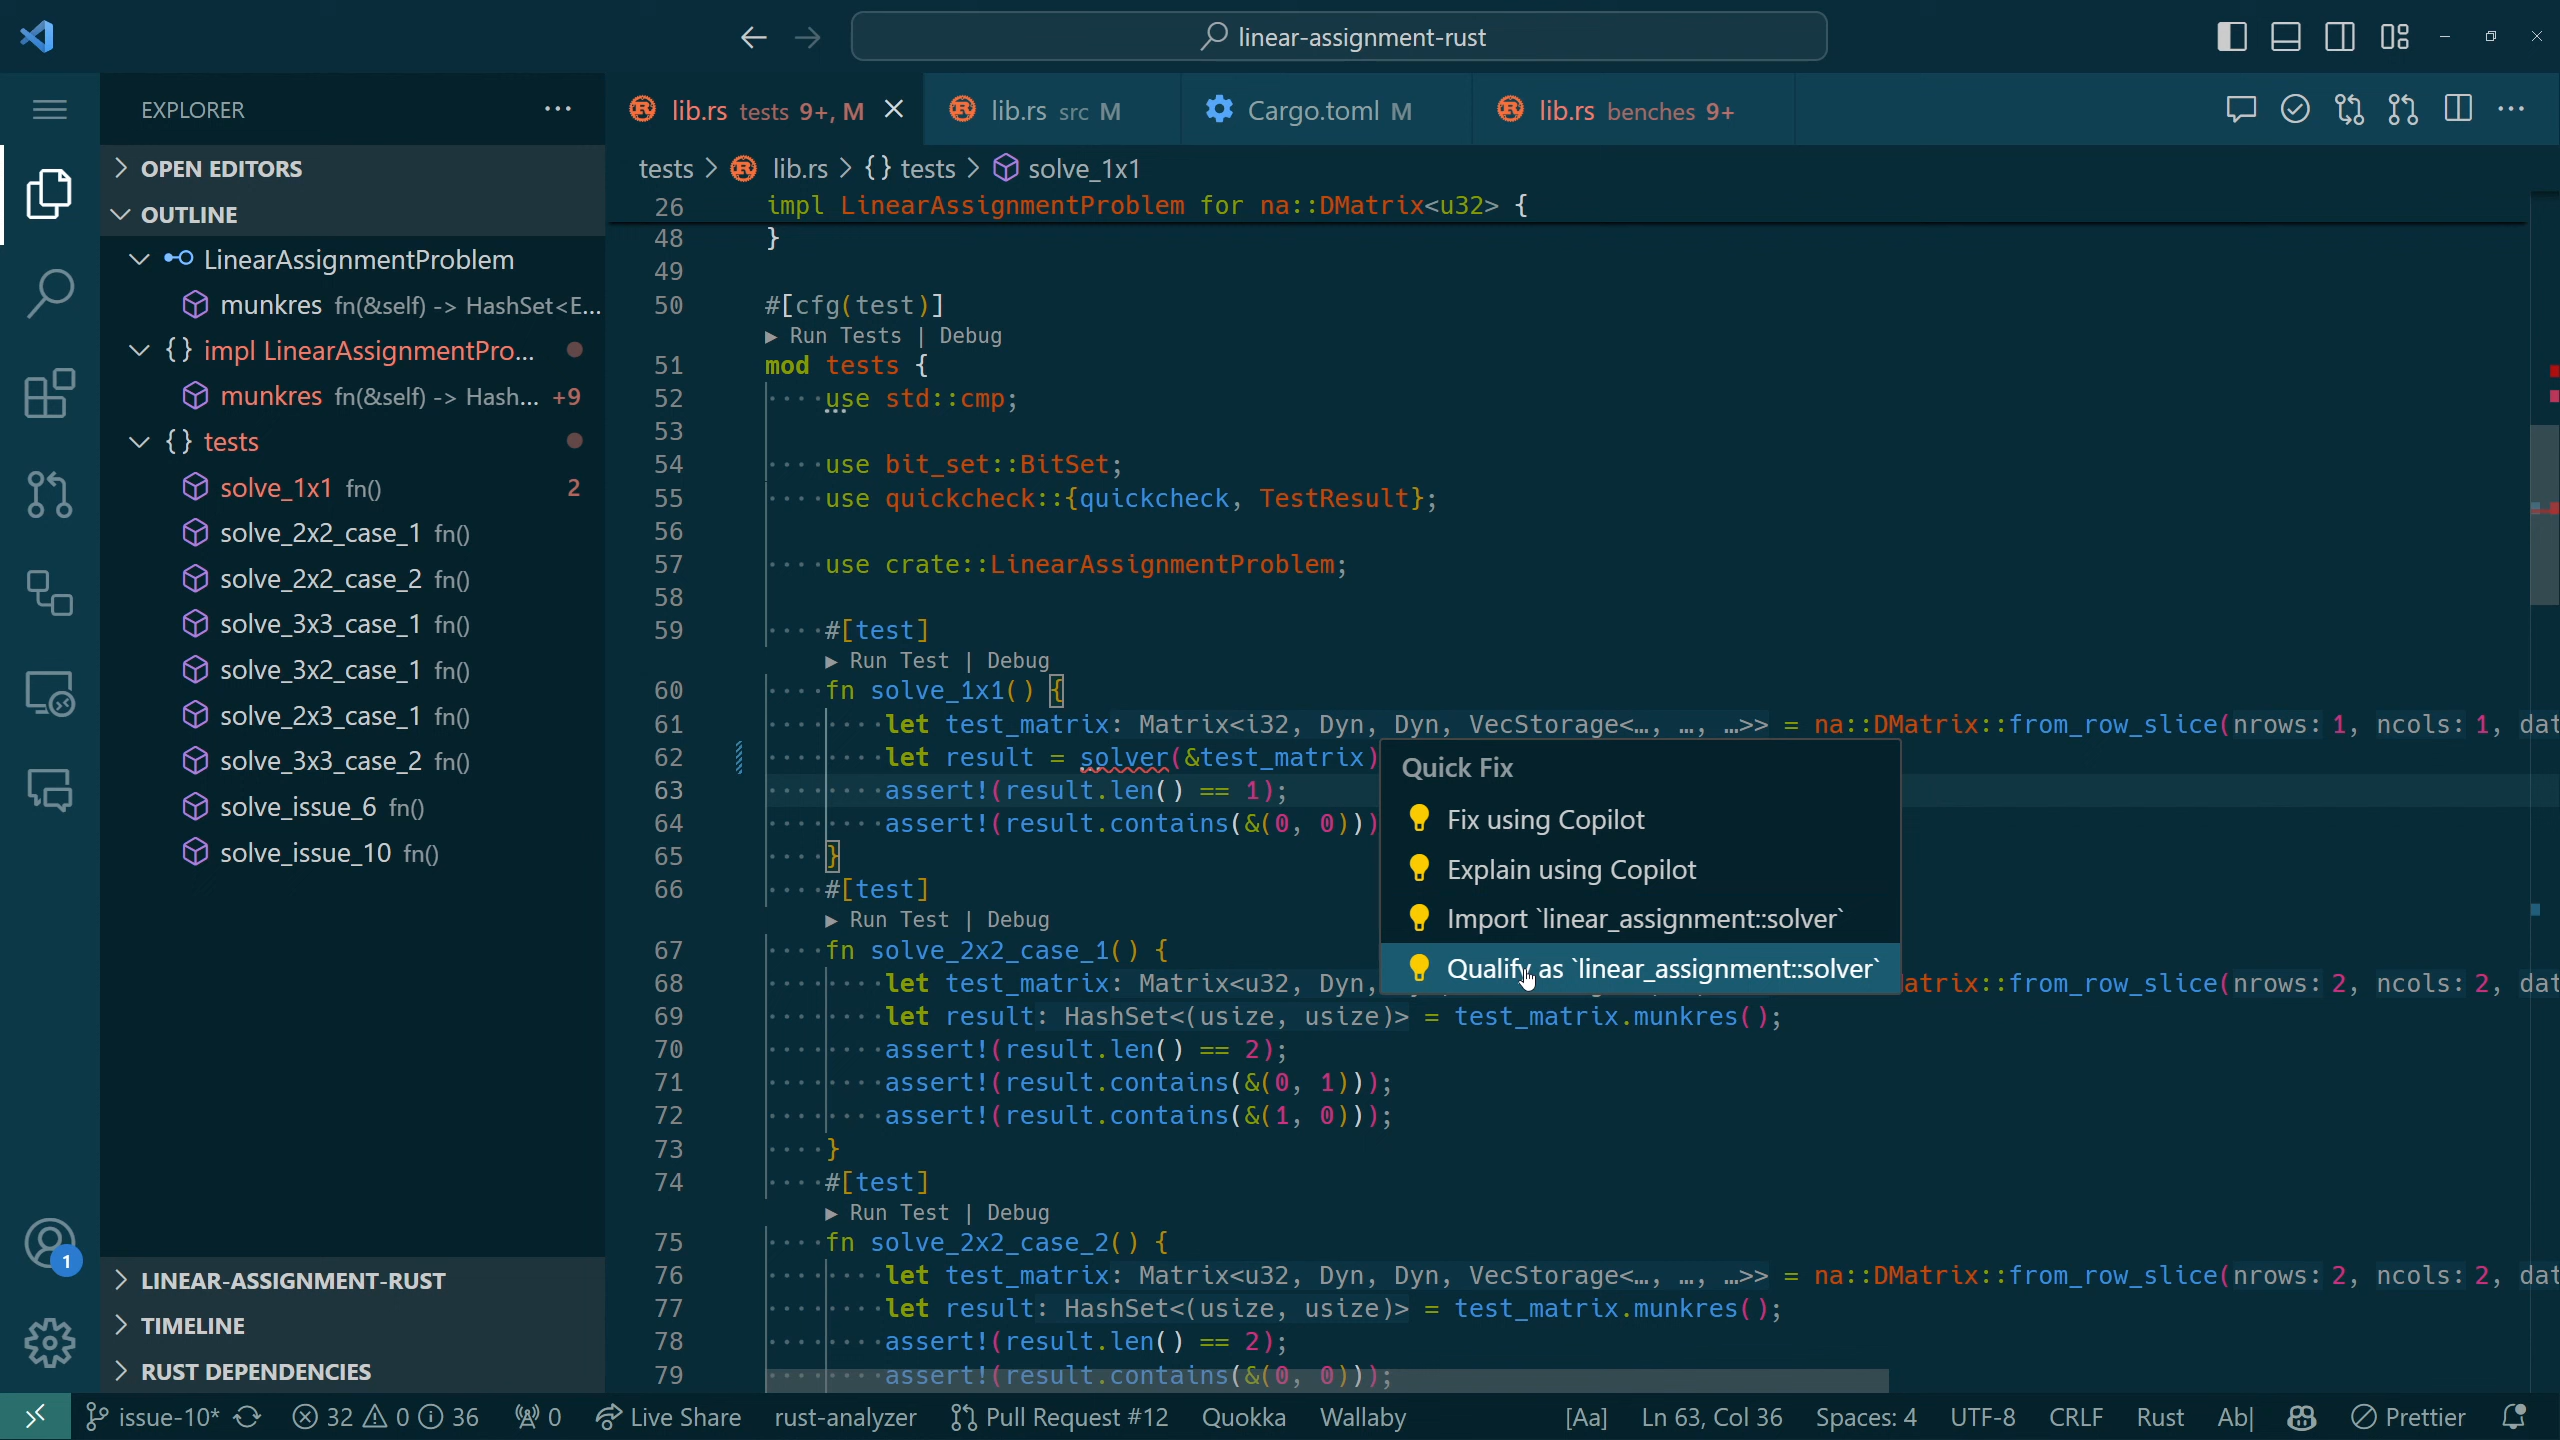 linear-assignment-rust
EXPLORER
lib.rs tests 9+, M
lib.rs src M
Cargo.toml M
lib.rs benches 9+
OPEN EDITORS
OUTLINE
LinearAssignmentProblem
munkres fn(&self) -> HashSet<E...
impl LinearAssignmentPro...
munkres fn(&self) -> Hash... +9
tests
solve_1x1 fn() 2
solve_2x2_case_1 fn()
solve_2x2_case_2 fn()
solve_3x3_case_1 fn()
solve_3x2_case_1 fn()
solve_2x3_case_1 fn()
solve_3x3_case_2 fn()
solve_issue_6 fn()
solve_issue_10 fn()
1
LINEAR-ASSIGNMENT-RUST
TIMELINE
RUST DEPENDENCIES
tests > lib.rs > {} tests > solve_1x1
26 impl LinearAssignmentProblem for na::DMatrix<u32> {
48 }
49
50 #[cfg(test)]
▶ Run Tests | Debug
51 mod tests {
52 use std::cmp;
53
54 use bit_set::BitSet;
55 use quickcheck::{quickcheck, TestResult};
56
57 use crate::LinearAssignmentProblem;
58
59 #[test]
▶ Run Test | Debug
60 fn solve_1x1() {
61 let test_matrix: Matrix<i32, Dyn, Dyn, VecStorage<…, …, …>> = na::DMatrix::from_row_slice(nrows: 1, ncols: 1, dat
62 let result = solver(&test_matrix)
63 assert!(result.len() == 1);
64 assert!(result.contains(&(0, 0)))
65 }
66 #[test]
▶ Run Test | Debug
67 fn solve_2x2_case_1() {
68 let test_matrix: Matrix<u32, Dyn, atrix::from_row_slice(nrows: 2, ncols: 2, dat
69 let result: HashSet<(usize, usize)> = test_matrix.munkres();
70 assert!(result.len() == 2);
71 assert!(result.contains(&(0, 1)));
72 assert!(result.contains(&(1, 0)));
73 }
74 #[test]
▶ Run Test | Debug
75 fn solve_2x2_case_2() {
76 let test_matrix: Matrix<u32, Dyn, Dyn, VecStorage<…, …, …>> = na::DMatrix::from_row_slice(nrows: 2, ncols: 2, dat
77 let result: HashSet<(usize, usize)> = test_matrix.munkres();
78 assert!(result.len() == 2);
79 assert!(result.contains(&(0, 0)));
Quick Fix
Fix using Copilot
Explain using Copilot
Import `linear_assignment::solver`
Qualify as `linear_assignment::solver`
issue-10* 32 0 36 0 Live Share rust-analyzer Pull Request #12 Quokka Wallaby [Aa] Ln 63, Col 36 Spaces: 4 UTF-8 CRLF Rust Ab| Prettier